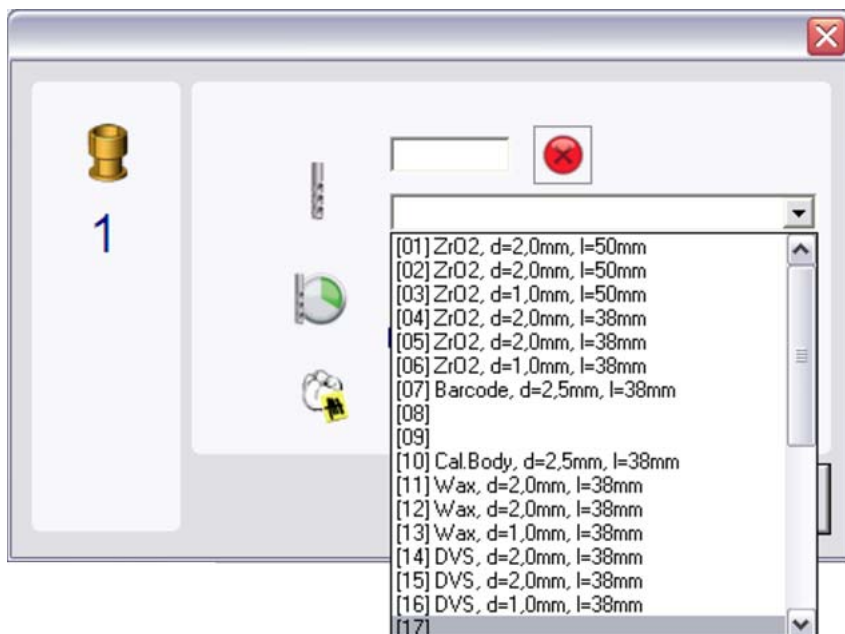 1
[01] ZrO2, d=2,0mm, l=50mm
[02] ZrO2, d=2,0mm, l=50mm
[03] ZrO2, d=1,0mm, l=50mm
[04] ZrO2, d=2,0mm, l=38mm
[05] ZrO2, d=2,0mm, l=38mm
[06] ZrO2, d=1,0mm, l=38mm
[07] Barcode, d=2,5mm, l=38mm
[08]
[09]
[10] Cal.Body, d=2,5mm, l=38mm
[11] Wax, d=2,0mm, l=38mm
[12] Wax, d=2,0mm, l=38mm
[13] Wax, d=1,0mm, l=38mm
[14] DVS, d=2,0mm, l=38mm
[15] DVS, d=2,0mm, l=38mm
[16] DVS, d=1,0mm, l=38mm
[17]